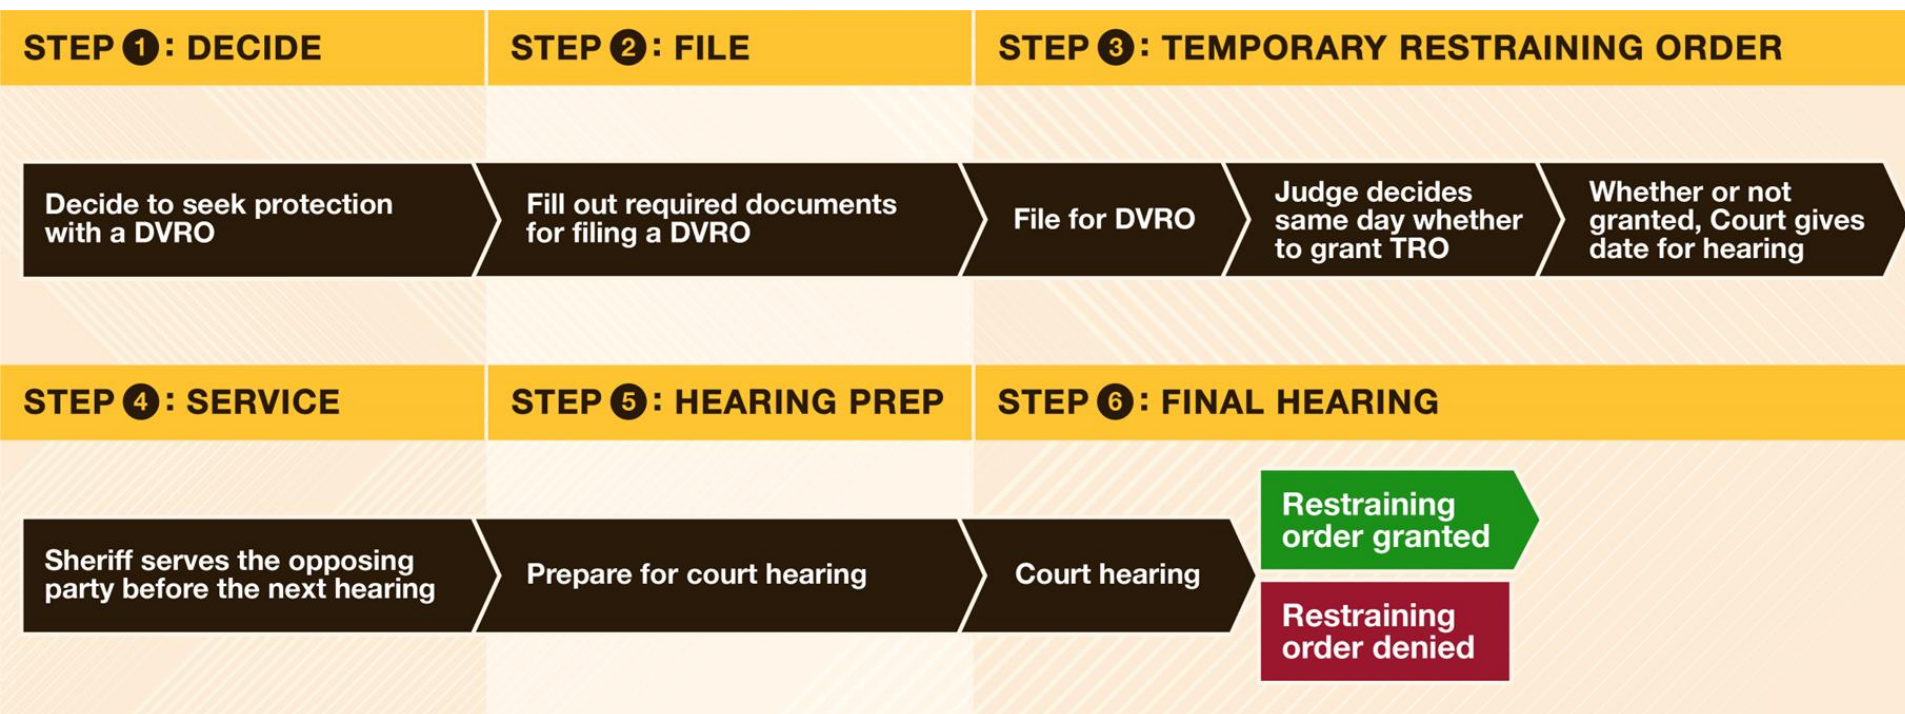 STEP 1: DECIDE
STEP 2: FILE
STEP 3: TEMPORARY RESTRAINING ORDER
Decide to seek protection
with a DVRO
Fill out required documents
for filing a DVRO
File for DVRO
Judge decides
same day whether
to grant TRO
Whether or not
granted, Court gives
date for hearing
STEP 4: SERVICE
STEP 5: HEARING PREP
STEP 6: FINAL HEARING
Sheriff serves the opposing
party before the next hearing
Prepare for court hearing
Court hearing
Restraining
order granted
Restraining
order denied